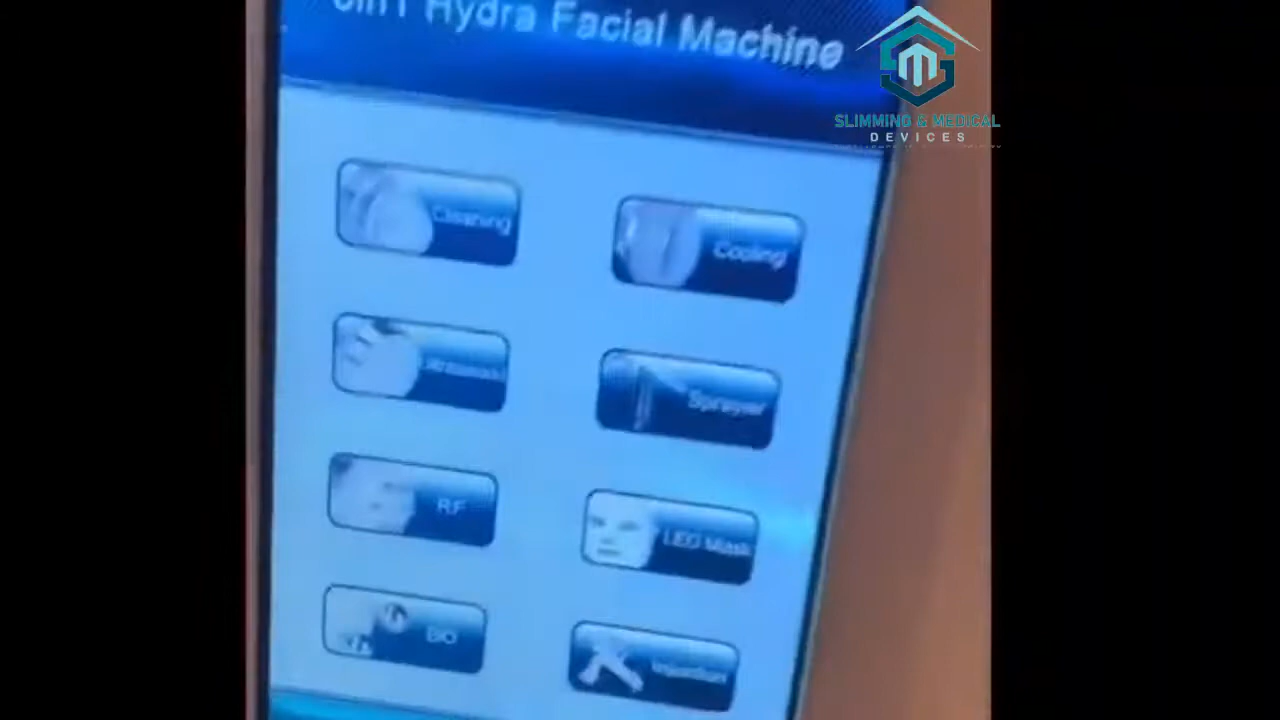 Hydra Facial Machine
SLIMMING & MEDICAL
DEVICES
Cleaning
Cooling
Sprayer
RF
LED Mask
BIO